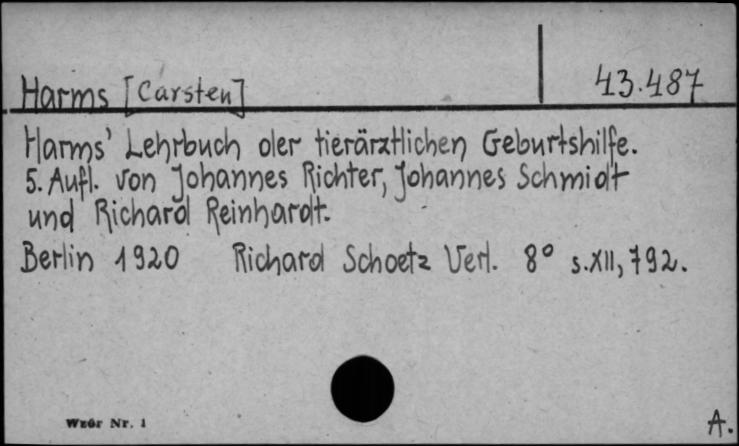 Harms [Carsten]
43.487
Harms' Lehrbuch der tierärztlichen Geburtshilfe.
5. Aufl. von Johannes Richter, Johannes Schmidt
und Richard Reinhardt.
Berlin 1920 Richard Schoetz Verl. 8° s.XII, 792.
Wzór Nr. 1
A.